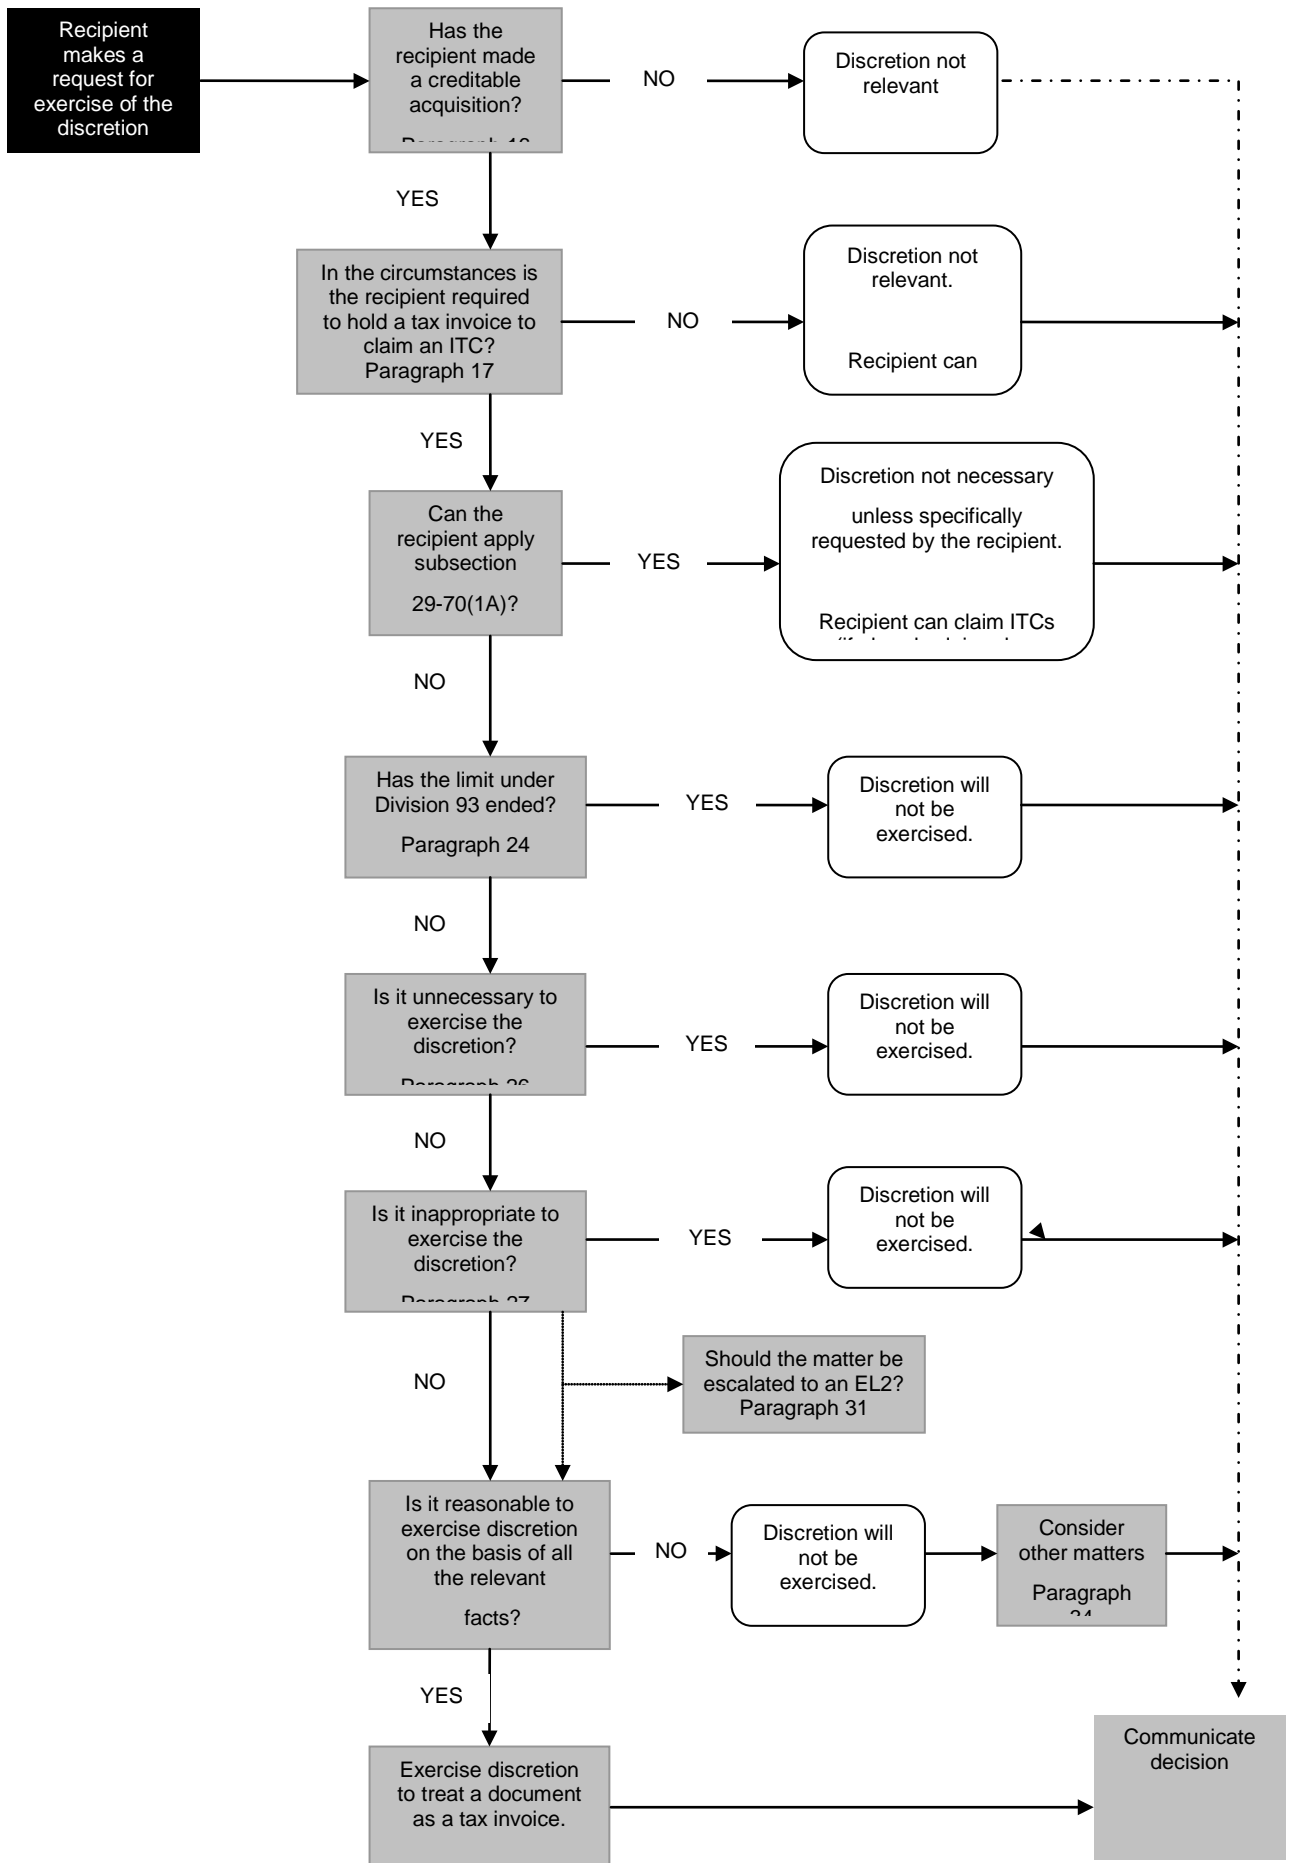 Recipient
makes a
request for
exercise of the
discretion
Has the
recipient made
a creditable
acquisition?
NO
Discretion not
relevant
YES
In the circumstances is
the recipient required
to hold a tax invoice to
claim an ITC?
Paragraph 17
NO
Discretion not
relevant.
Recipient can
YES
Can the
recipient apply
subsection
29-70(1A)?
YES
Discretion not necessary
unless specifically
requested by the recipient.
Recipient can claim ITCs
NO
Has the limit under
Division 93 ended?
Paragraph 24
YES
Discretion will
not be
exercised.
NO
Is it unnecessary to
exercise the
discretion?
Paragraph 26
YES
Discretion will
not be
exercised.
NO
Is it inappropriate to
exercise the
discretion?
Paragraph 27
YES
Discretion will
not be
exercised.
NO
Should the matter be
escalated to an EL2?
Paragraph 31
Is it reasonable to
exercise discretion
on the basis of all
the relevant
facts?
NO
Discretion will
not be
exercised.
Consider
other matters
Paragraph
YES
Exercise discretion
to treat a document
as a tax invoice.
Communicate
decision